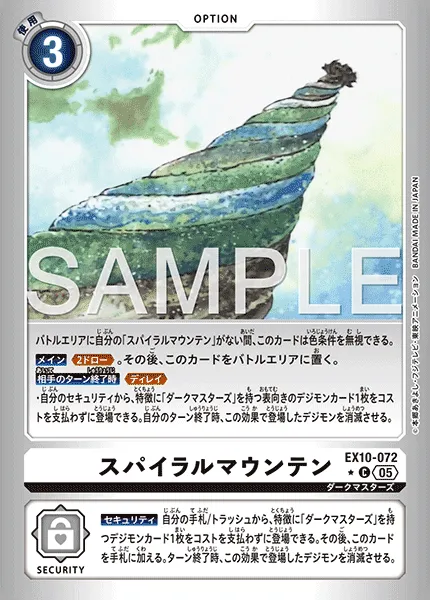 OPTION
使用
3
SAMPLE
バトルエリアに自分の「スパイラルマウンテン」がない間、このカードは色条件を無視できる。
メイン 《2ドロー》。その後、このカードをバトルエリアに置く。
相手のターン終了時 ディレイ
・自分のセキュリティから、特徴に「ダークマスターズ」を持つ表向きのデジモンカード1枚をコ
ストを支払わずに登場できる。自分のターン終了時、この効果で登場したデジモンを消滅させる。
©本郷あきよし・フジテレビ・東映アニメーション BANDAI MADE IN JAPAN
スパイラルマウンテン
EX10-072
★ C 05
ダークマスターズ
SECURITY
セキュリティ 自分の手札/トラッシュから、特徴に「ダークマスターズ」を持
つデジモンカード1枚をコストを支払わずに登場できる。その後、このカード
を手札に加える。ターン終了時、この効果で登場したデジモンを消滅させる。